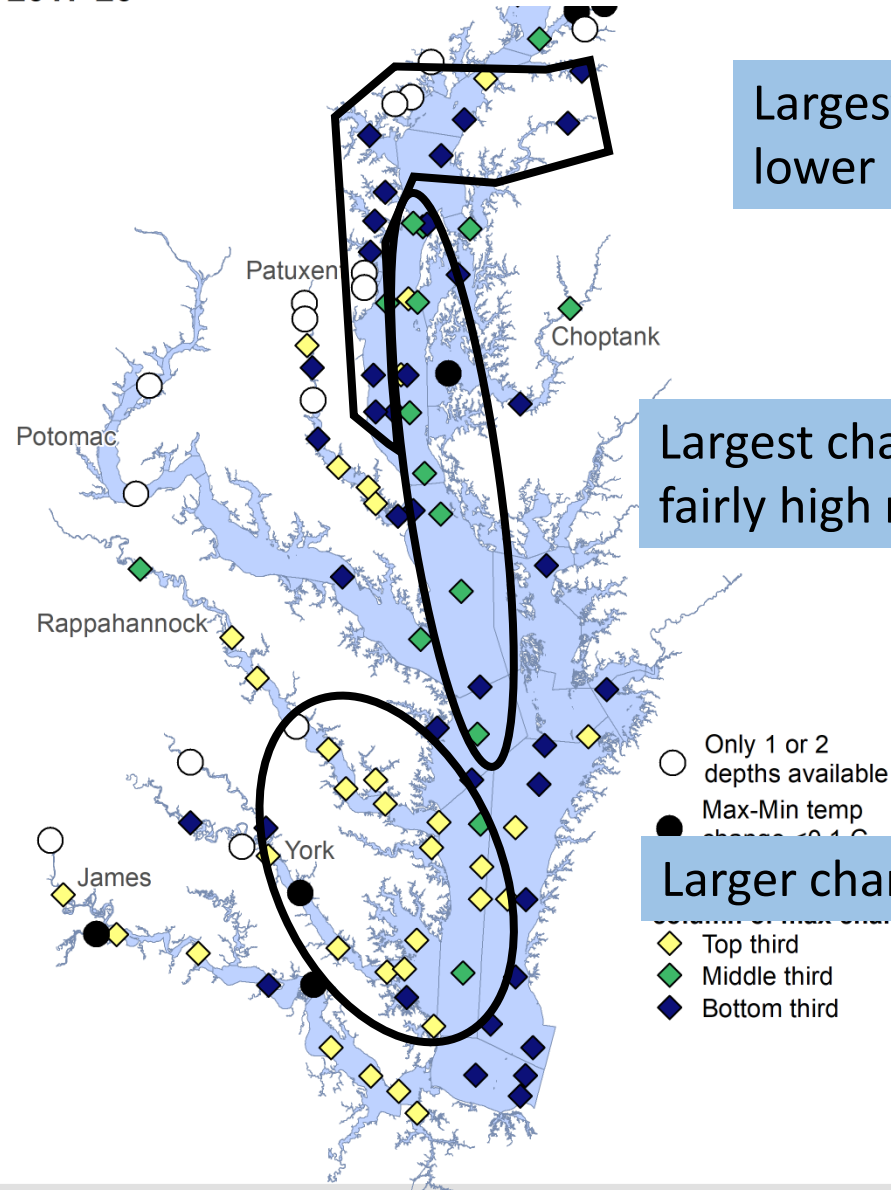 Larges
lower
Patuxent
Choptank
Potomac
Largest cha
fairly high
Rappahannock
Only 1 or 2
depths available
Max-Min temp
York
James
Larger char
Top third
Middle third
Bottom third